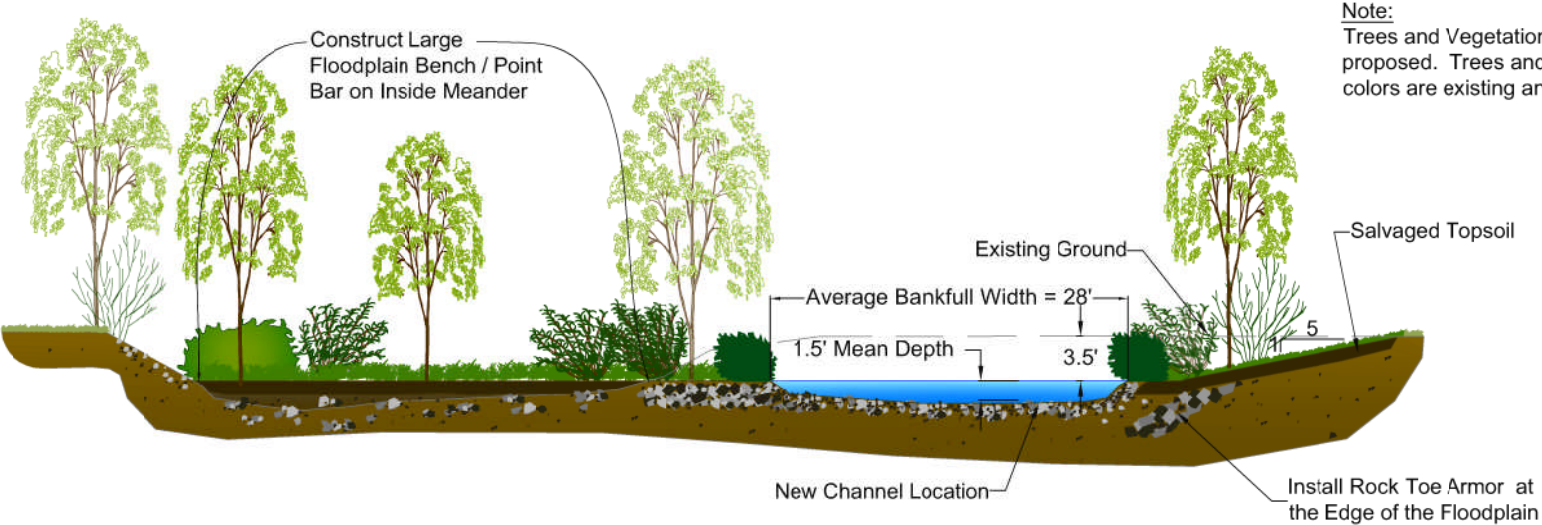 Note:
Trees and Vegetation
proposed. Trees and
colors are existing
Construct Large
Floodplain Bench / Point
Bar on Inside Meander
Salvaged Topsoil
Existing Ground
Average Bankfull Width = 28'
5
1
1.5' Mean Depth
3.5'
New Channel Location
Install Rock Toe Armor at
the Edge of the Floodplain